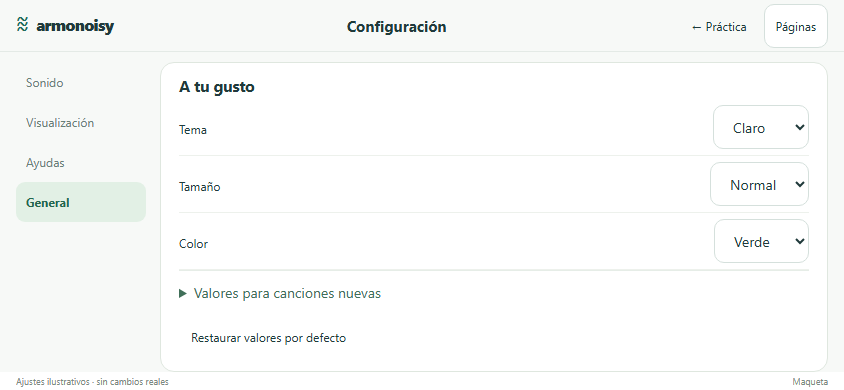 armonoisy
Configuración
← Práctica
Páginas
Sonido
Visualización
Ayudas
General
A tu gusto
Tema
Claro
Tamaño
Normal
Color
Verde
Valores para canciones nuevas
Restaurar valores por defecto
Ajustes ilustrativos · sin cambios reales
Maqueta